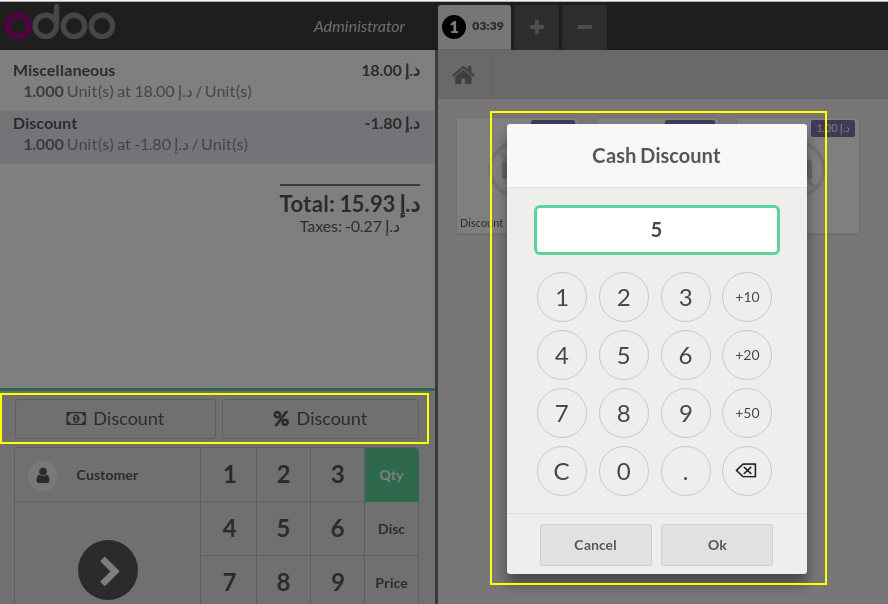 odoo
Administrator
1 03:39
Miscellaneous 18.00 د.إ
1.000 Unit(s) at 18.00 د.إ / Unit(s)
Discount -1.80 د.إ
1.000 Unit(s) at -1.80 د.إ / Unit(s)
Total: 15.93 د.إ
Taxes: -0.27 د.إ
Discount
% Discount
Customer
1 2 3 Qty
4 5 6 Disc
7 8 9 Price
1.00 د.إ
Discount
Cash Discount
5
1 2 3 +10
4 5 6 +20
7 8 9 +50
C 0 .
Cancel Ok